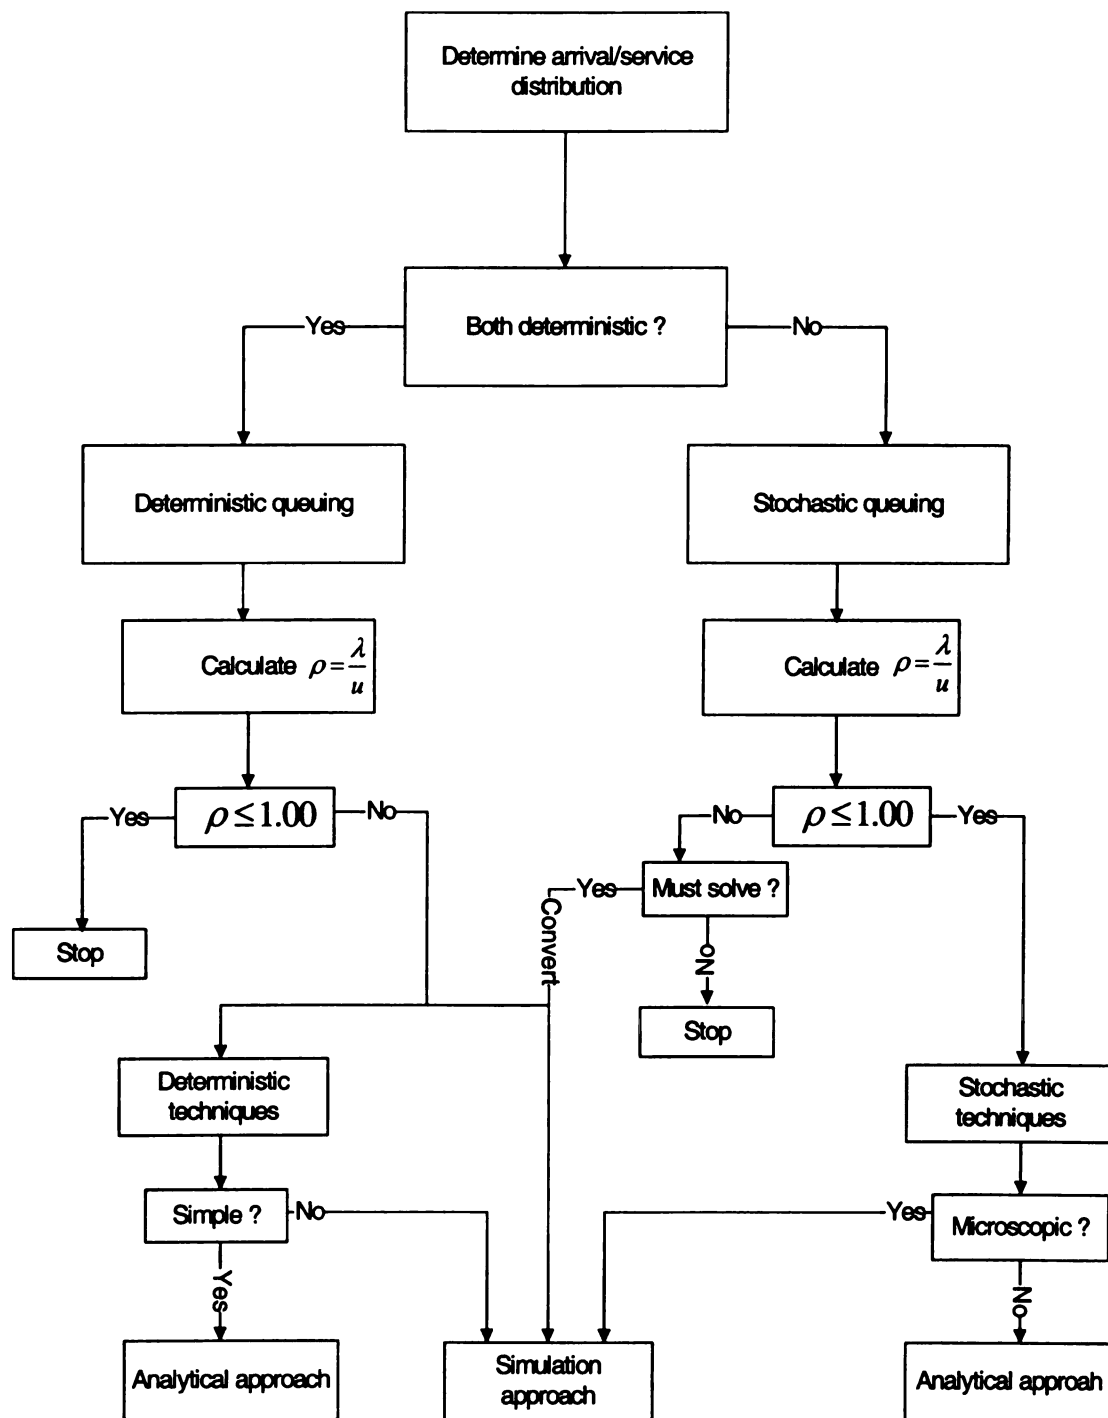 Determine arrival/service
distribution
Yes
Both deterministic ?
No
Deterministic queuing
Stochastic queuing
Calculate ρ = λ/u
Calculate ρ = λ/u
Yes
ρ ≤ 1.00
No
No
ρ ≤ 1.00
Yes
Yes
Must solve ?
Convert
No
Stop
Stop
Deterministic
techniques
Stochastic
techniques
Simple ?
No
Yes
Microscopic ?
Yes
No
Analytical approach
Simulation
approach
Analytical approah